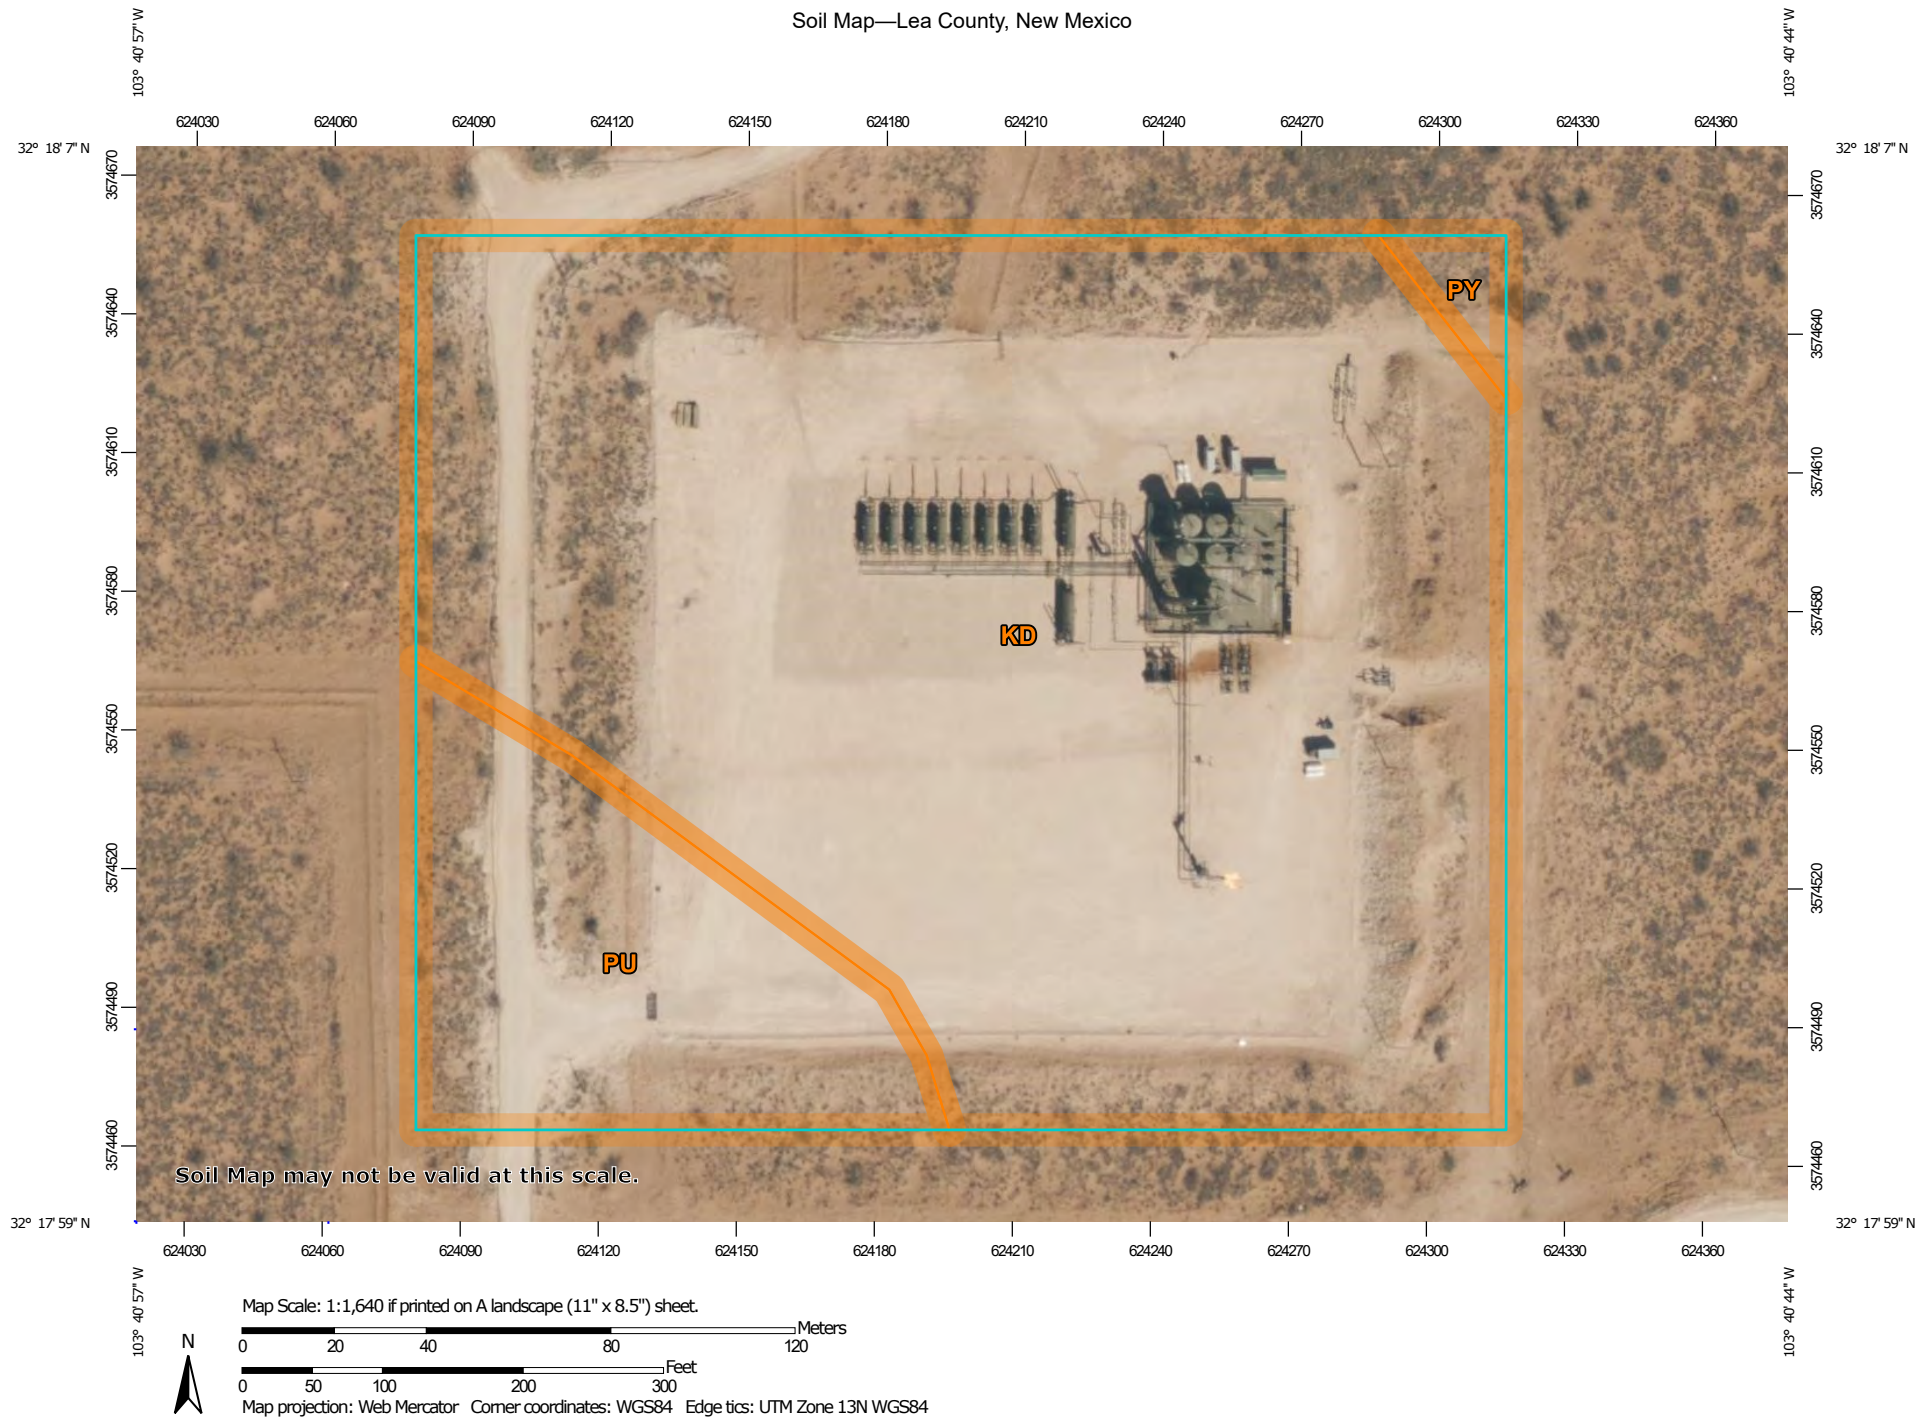 Soil Map—Lea County, New Mexico
103° 40' 57'' W
103° 40' 44'' W
624030 624060 624090 624120 624150 624180 624210 624240 624270 624300 624330 624360
32° 18' 7'' N
32° 18' 7'' N
3574670
3574670
PY
3574640
3574640
3574610
3574610
3574580
3574580
KD
3574550
3574550
3574520
3574520
PU
3574490
3574490
3574460
3574460
Soil Map may not be valid at this scale.
32° 17' 59'' N
32° 17' 59'' N
624030 624060 624090 624120 624150 624180 624210 624240 624270 624300 624330 624360
103° 40' 57'' W
103° 40' 44'' W
Map Scale: 1:1,640 if printed on A landscape (11" x 8.5") sheet.
Meters
0 20 40 80 120
N
Feet
0 50 100 200 300
Map projection: Web Mercator Corner coordinates: WGS84 Edge tics: UTM Zone 13N WGS84